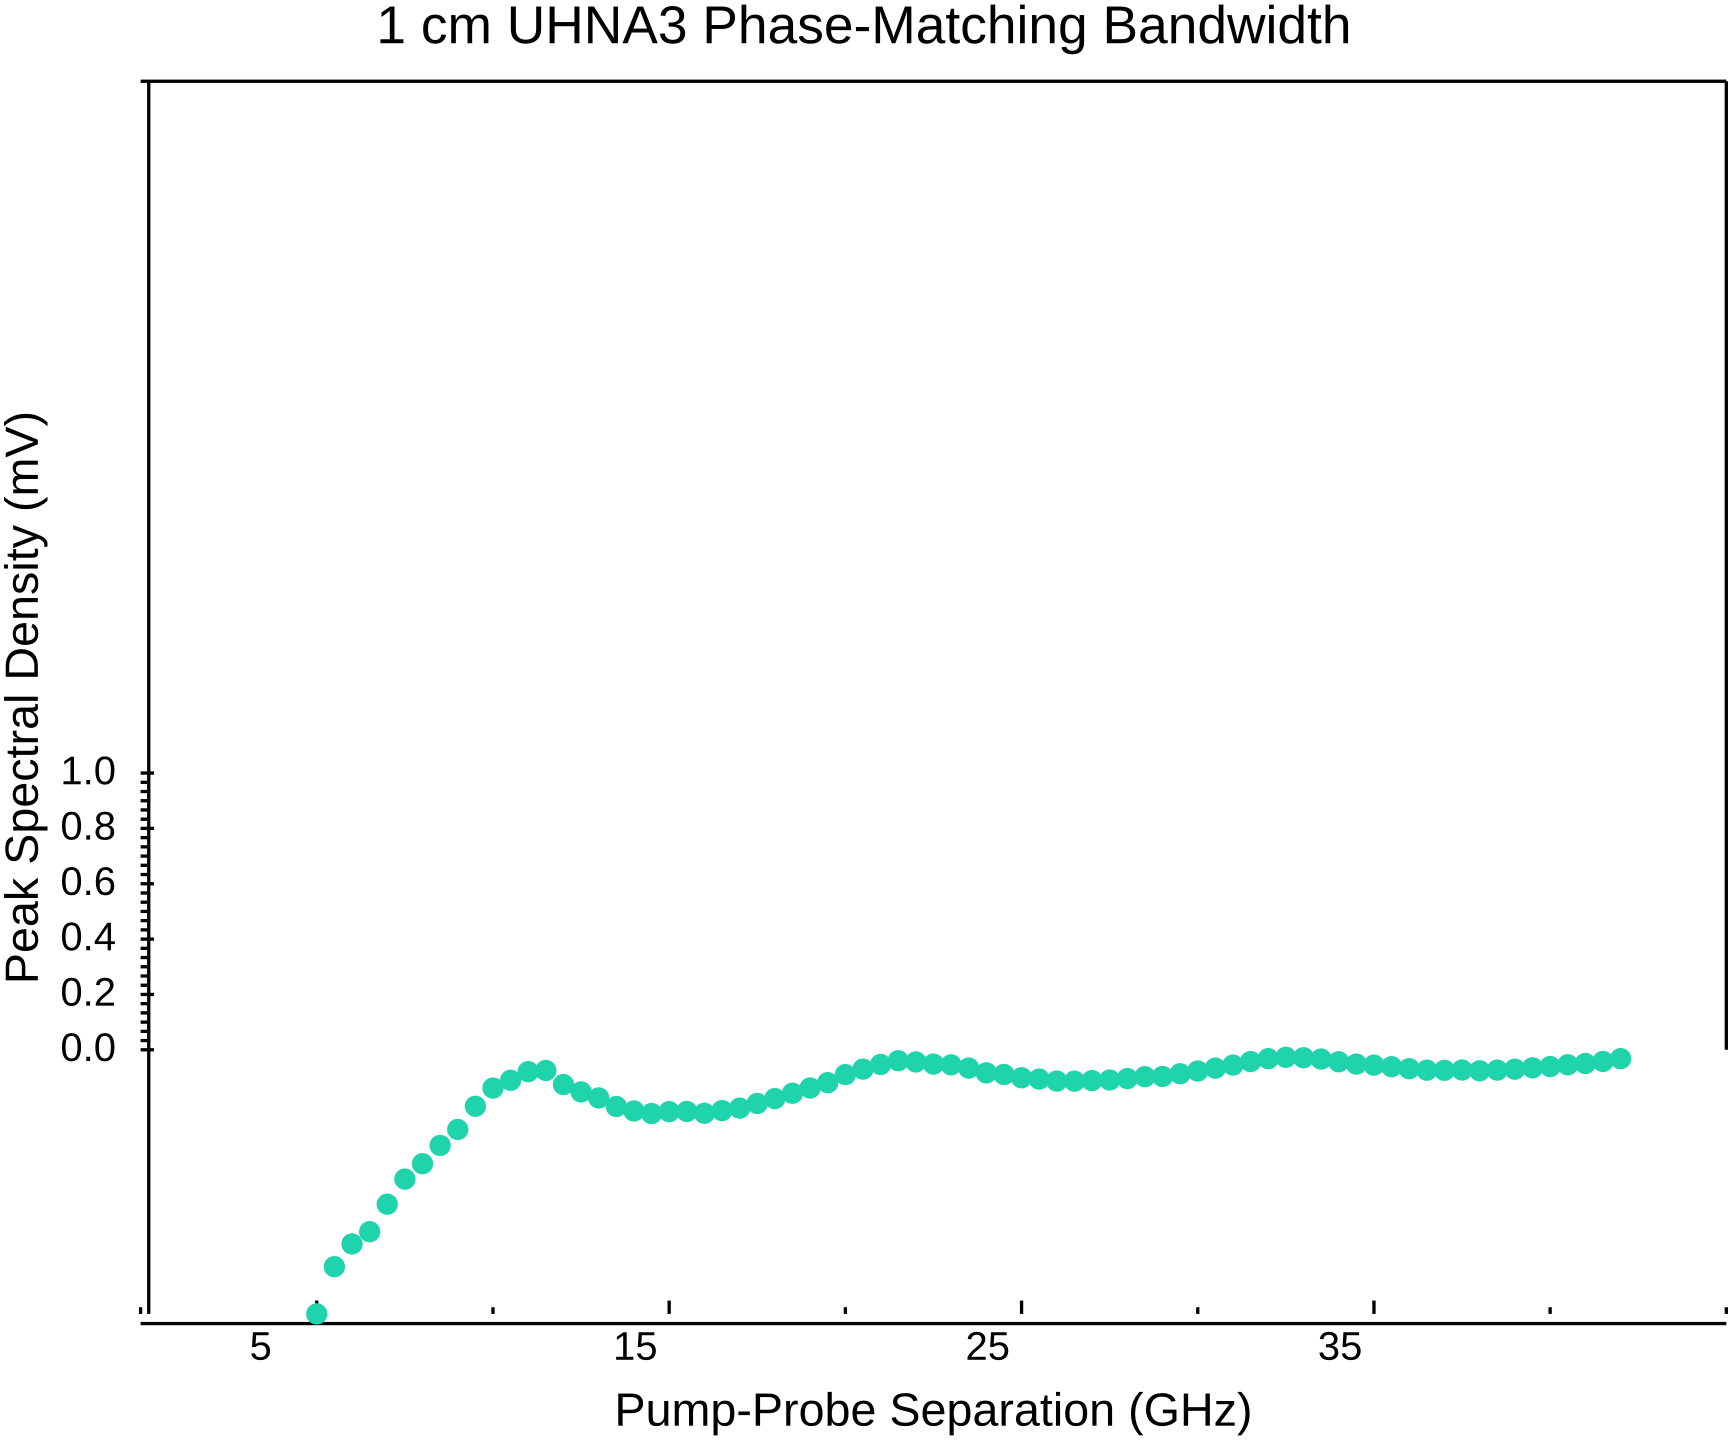 1 cm UHNA3 Phase-Matching Bandwidth
Peak Spectral Density (mV)
1.0
0.8
0.6
0.4
0.2
0.0
5 15 25 35
Pump-Probe Separation (GHz)